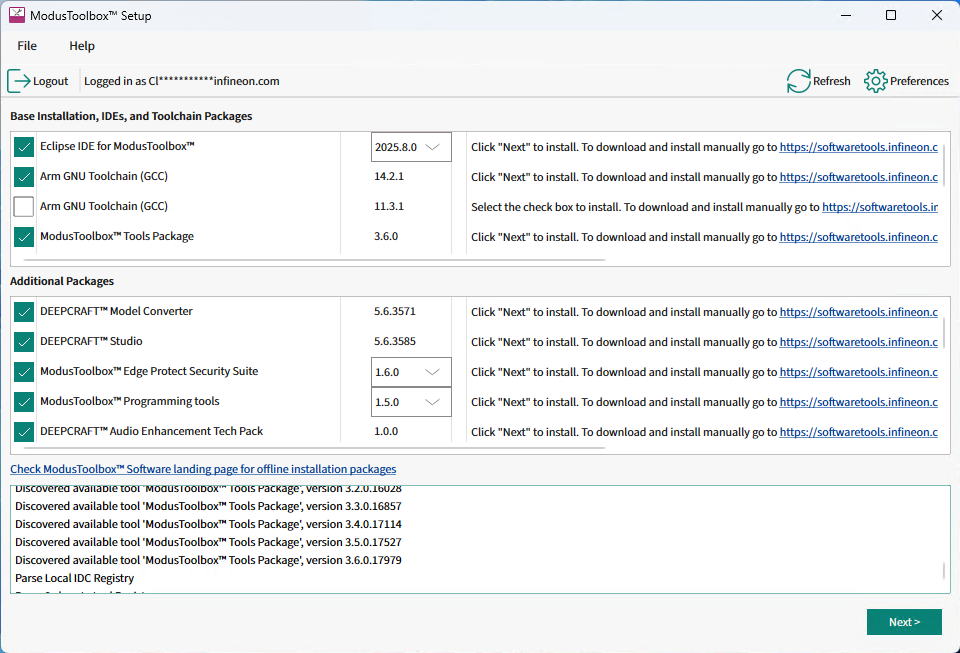 ModusToolbox™ Setup
File Help
Logout Logged in as Cl***********infineon.com Refresh Preferences
Base Installation, IDEs, and Toolchain Packages
Eclipse IDE for ModusToolbox™ 2025.8.0 Click "Next" to install. To download and install manually go to https://softwaretools.infineon.c
Arm GNU Toolchain (GCC) 14.2.1 Click "Next" to install. To download and install manually go to https://softwaretools.infineon.c
Arm GNU Toolchain (GCC) 11.3.1 Select the check box to install. To download and install manually go to https://softwaretools.ir
ModusToolbox™ Tools Package 3.6.0 Click "Next" to install. To download and install manually go to https://softwaretools.infineon.c
Additional Packages
DEEPCRAFT™ Model Converter 5.6.3571 Click "Next" to install. To download and install manually go to https://softwaretools.infineon.c
DEEPCRAFT™ Studio 5.6.3585 Click "Next" to install. To download and install manually go to https://softwaretools.infineon.c
ModusToolbox™ Edge Protect Security Suite 1.6.0 Click "Next" to install. To download and install manually go to https://softwaretools.infineon.c
ModusToolbox™ Programming tools 1.5.0 Click "Next" to install. To download and install manually go to https://softwaretools.infineon.c
DEEPCRAFT™ Audio Enhancement Tech Pack 1.0.0 Click "Next" to install. To download and install manually go to https://softwaretools.infineon.c
Check ModusToolbox™ Software landing page for offline installation packages
Discovered available tool 'ModusToolbox™ Tools Package', version 3.2.0.16028
Discovered available tool 'ModusToolbox™ Tools Package', version 3.3.0.16857
Discovered available tool 'ModusToolbox™ Tools Package', version 3.4.0.17114
Discovered available tool 'ModusToolbox™ Tools Package', version 3.5.0.17527
Discovered available tool 'ModusToolbox™ Tools Package', version 3.6.0.17979
Parse Local IDC Registry
Next >